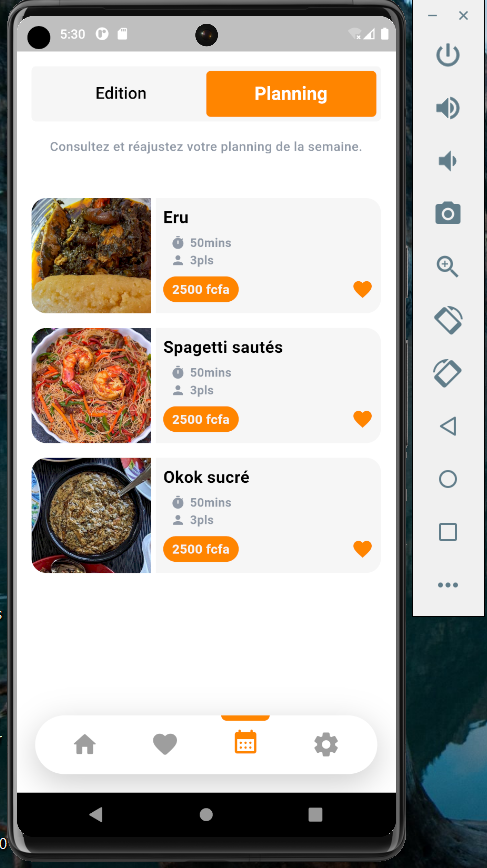 5:30
Edition
Planning
Consultez et réajustez votre planning de la semaine.
Eru
50mins
3pls
2500 fcfa
Spagetti sautés
50mins
3pls
2500 fcfa
Okok sucré
50mins
3pls
2500 fcfa